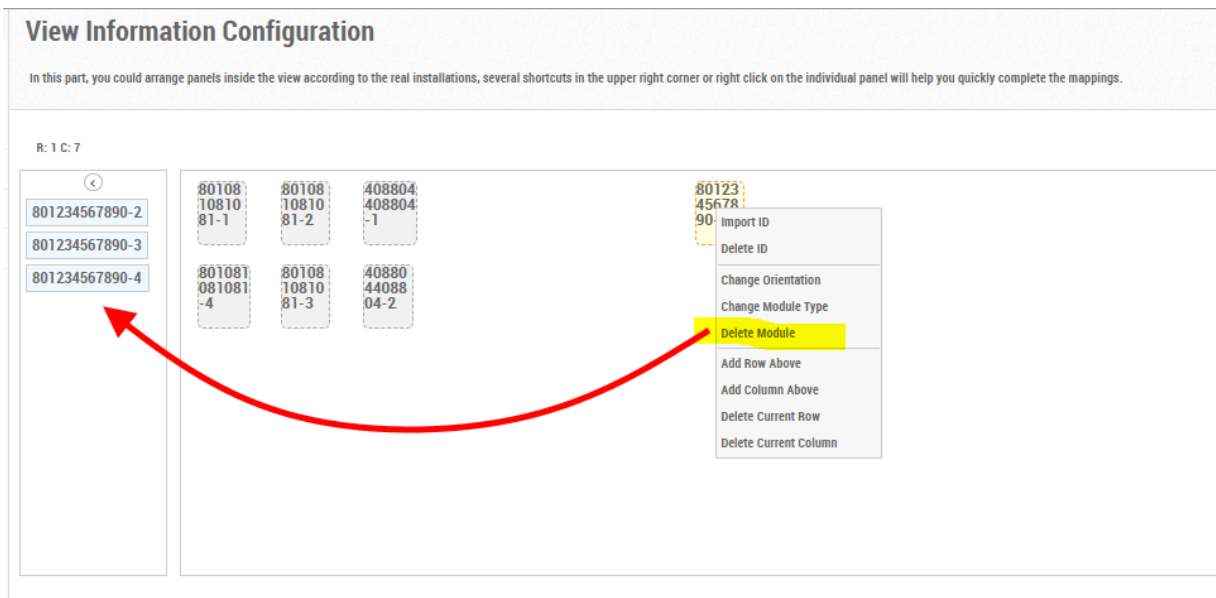 View Information Configuration
In this part, you could arrange panels inside the view according to the real installations, several shortcuts in the upper right corner or right click on the individual panel will help you quickly complete the mappings.
R: 1 C: 7
801234567890-2
801234567890-3
801234567890-4
80108
10810
81-1
80108
10810
81-2
408804
408804
-1
80123
45678
90-
801081
081081
-4
80108
10810
81-3
40880
44088
04-2
Import ID
Delete ID
Change Orientation
Change Module Type
Delete Module
Add Row Above
Add Column Above
Delete Current Row
Delete Current Column